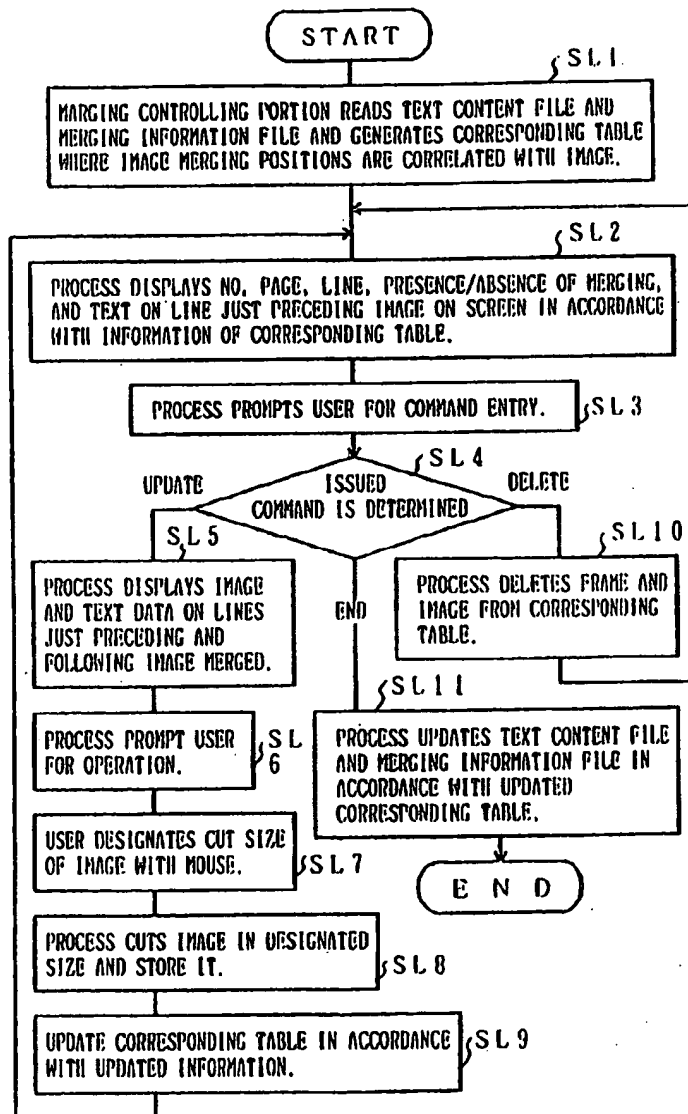 START
SL1
MARGING CONTROLLING PORTION READS TEXT CONTENT FILE AND
MERGING INFORMATION FILE AND GENERATES CORRESPONDING TABLE
WHERE IMAGE MERGING POSITIONS ARE CORRELATED WITH IMAGE.
SL2
PROCESS DISPLAYS NO, PAGE, LINE, PRESENCE/ABSENCE OF MERGING,
AND TEXT ON LINE JUST PRECEDING IMAGE ON SCREEN IN ACCORDANCE
WITH INFORMATION OF CORRESPONDING TABLE.
PROCESS PROMPTS USER FOR COMMAND ENTRY.
SL3
SL4
ISSUED
COMMAND IS DETERMINED
UPDATE
DELETE
END
SL5
PROCESS DISPLAYS IMAGE
AND TEXT DATA ON LINES
JUST PRECEDING AND
FOLLOWING IMAGE MERGED.
SL10
PROCESS DELETES FRAME AND
IMAGE FROM CORRESPONDING
TABLE.
PROCESS PROMPT USER
FOR OPERATION.
SL
6
SL11
PROCESS UPDATES TEXT CONTENT FILE
AND MERGING INFORMATION FILE IN
ACCORDANCE WITH UPDATED
CORRESPONDING TABLE.
USER DESIGNATES CUT SIZE
OF IMAGE WITH MOUSE.
SL7
END
PROCESS CUTS IMAGE IN DESIGNATED
SIZE AND STORE IT.
SL8
UPDATE CORRESPONDING TABLE IN ACCORDANCE
WITH UPDATED INFORMATION.
SL9